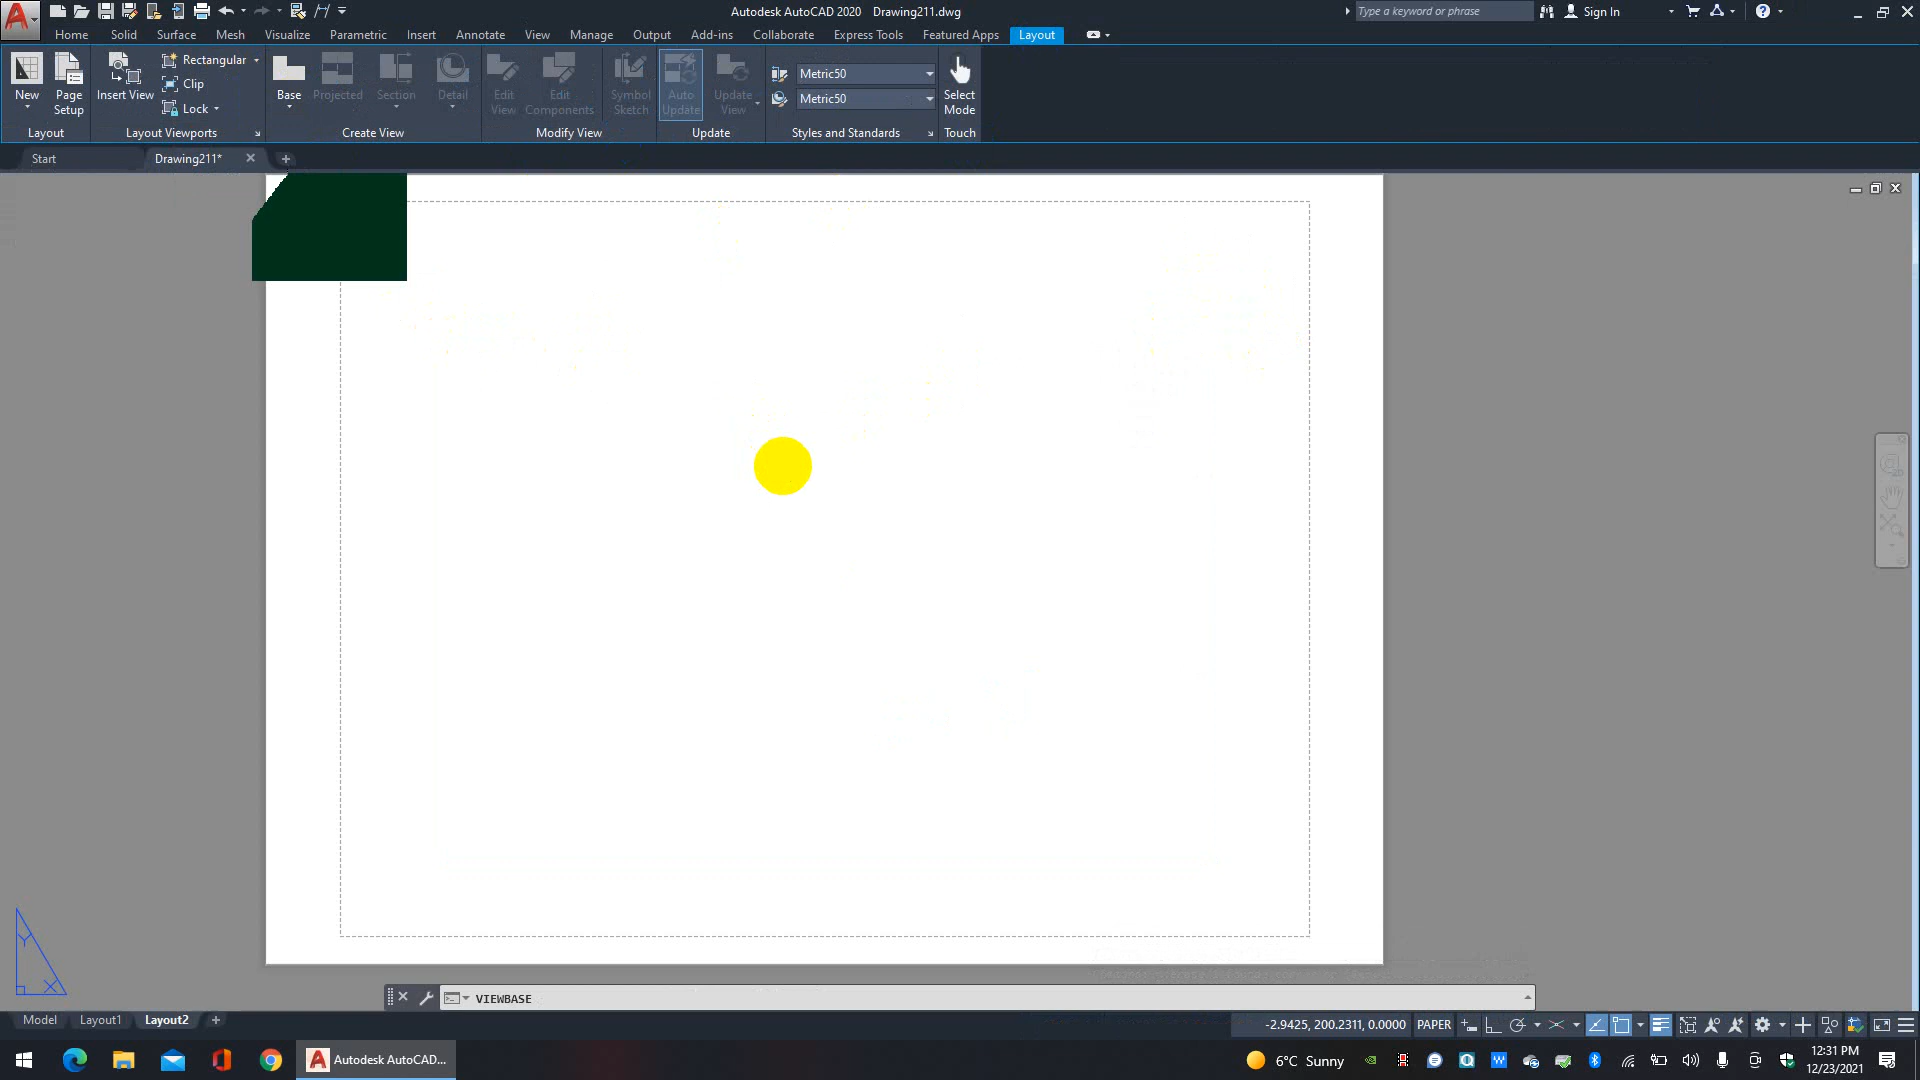 Autodesk AutoCAD 2020 Drawing211.dwg
Type a keyword or phrase
Sign In
Home Solid Surface Mesh Visualize Parametric Insert Annotate View Manage Output Add-ins Collaborate Express Tools Featured Apps Layout
New
Page Setup
Insert View
Rectangular
Clip
Lock
Base
Projected
Section
Detail
Edit View
Edit Components
Symbol Sketch
Auto Update
Update View
Metric50
Metric50
Select Mode
Layout
Layout Viewports
Create View
Modify View
Update
Styles and Standards
Touch
Start
Drawing211*
Y
X
VIEWBASE
Model Layout1 Layout2
-2.9425, 200.2311, 0.0000 PAPER
Autodesk AutoCAD...
6°C Sunny
12:31 PM
12/23/2021